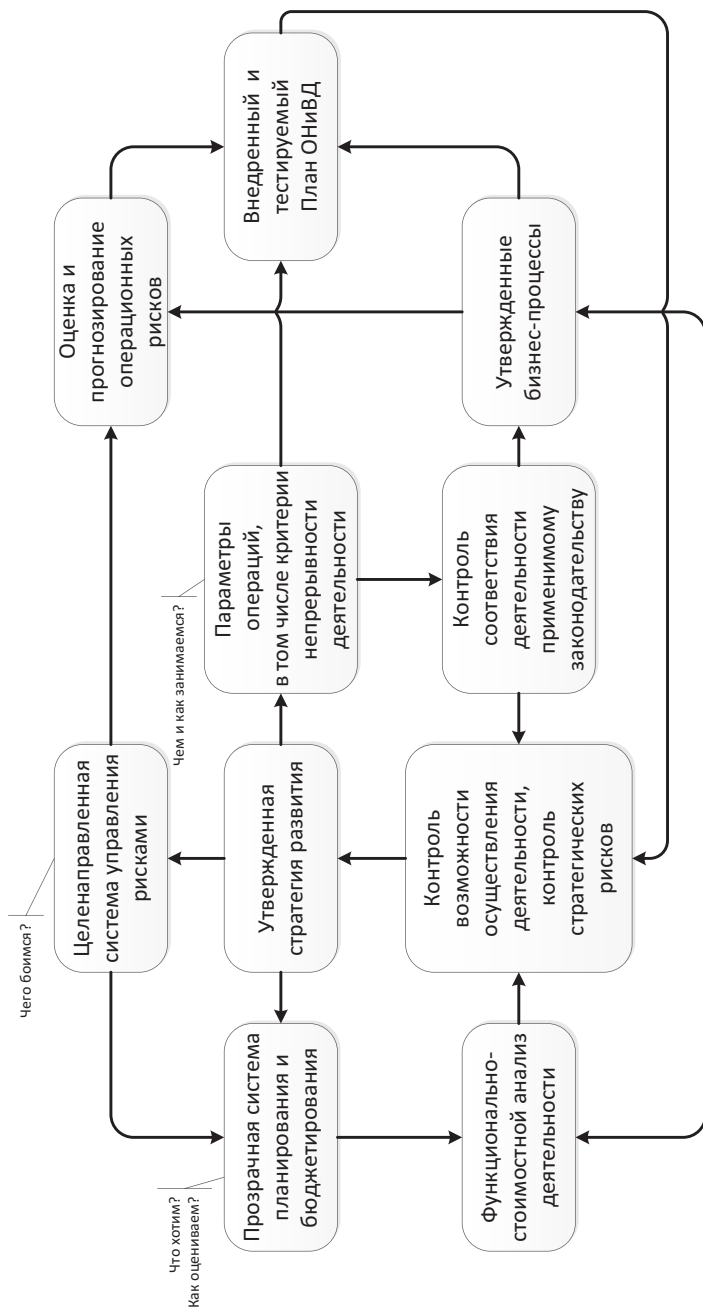 Чего боимся?
Целенаправленная
система управления
рисками
Оценка и
прогнозирование
операционных
рисков
Что хотим?
Как оцениваем?
Прозрачная система
планирования и
бюджетирования
Утвержденная
стратегия развития
Чем и как занимаемся?
Параметры
операций,
в том числе критерии
непрерывности
деятельности
Внедренный и
тестируемый
План ОНиВД
Функционально-
стоимостной анализ
деятельности
Контроль
возможности
осуществления
деятельности,
контроль
стратегических
рисков
Контроль
соответствия
деятельности
применимому
законодательству
Утвержденные
бизнес-процессы